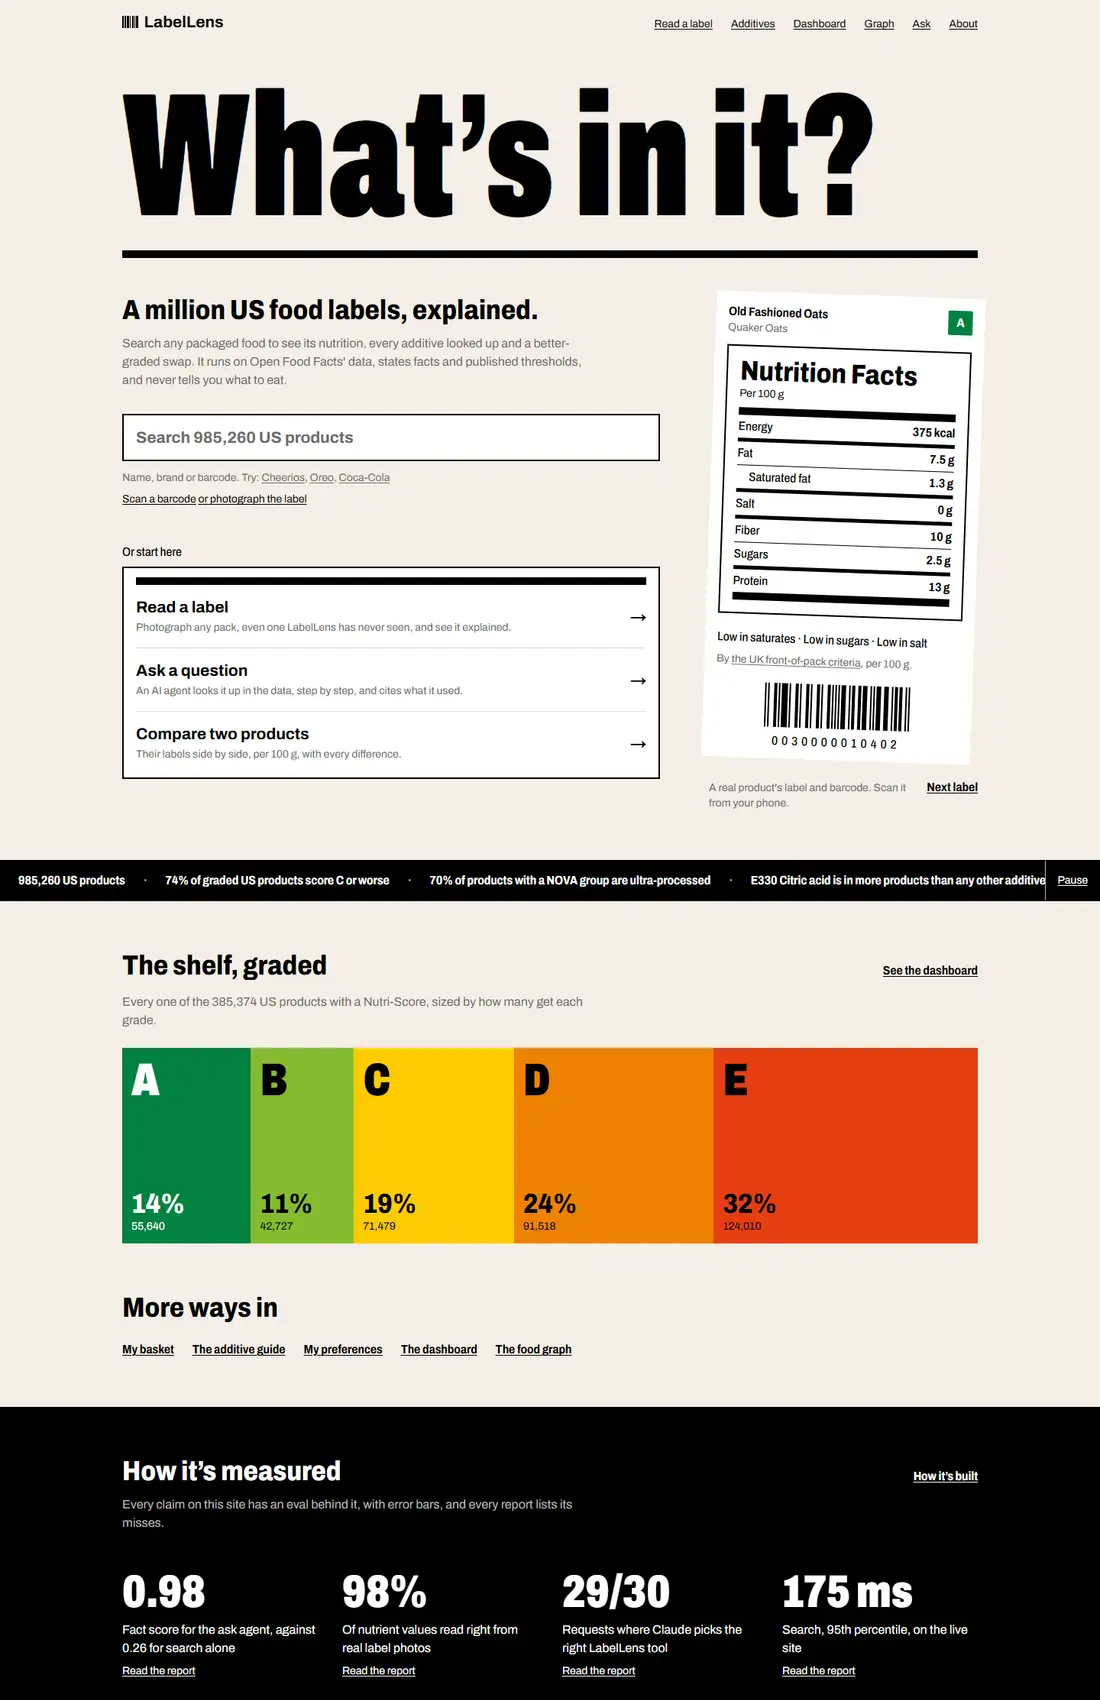 LabelLens
Read a label Additives Dashboard Graph Ask About
What’s in it?
A million US food labels, explained.
Search any packaged food to see its nutrition, every additive looked up and a better-
graded swap. It runs on Open Food Facts' data, states facts and published thresholds,
and never tells you what to eat.
Search 985,260 US products
Name, brand or barcode. Try: Cheerios, Oreo, Coca-Cola
Scan a barcode or photograph the label
Or start here
Read a label
Photograph any pack, even one LabelLens has never seen, and see it explained.
→
Ask a question
An AI agent looks it up in the data, step by step, and cites what it used.
→
Compare two products
Their labels side by side, per 100 g, with every difference.
→
Old Fashioned Oats
Quaker Oats
A
Nutrition Facts
Per 100 g
Energy 375 kcal
Fat 7.5 g
Saturated fat 1.3 g
Salt 0 g
Fiber 10 g
Sugars 2.5 g
Protein 13 g
Low in saturates · Low in sugars · Low in salt
By the UK front-of-pack criteria, per 100 g.
0030000010402
A real product's label and barcode. Scan it
from your phone.
Next label
985,260 US products · 74% of graded US products score C or worse · 70% of products with a NOVA group are ultra-processed · E330 Citric acid is in more products than any other additive Pause
The shelf, graded
See the dashboard
Every one of the 385,374 US products with a Nutri-Score, sized by how many get each
grade.
A B C D E
14% 11% 19% 24% 32%
55,640 42,727 71,479 91,518 124,010
More ways in
My basket The additive guide My preferences The dashboard The food graph
How it’s measured
How it’s built
Every claim on this site has an eval behind it, with error bars, and every report lists its
misses.
0.98
Fact score for the ask agent, against
0.26 for search alone
Read the report
98%
Of nutrient values read right from
real label photos
Read the report
29/30
Requests where Claude picks the
right LabelLens tool
Read the report
175 ms
Search, 95th percentile, on the live
site
Read the report